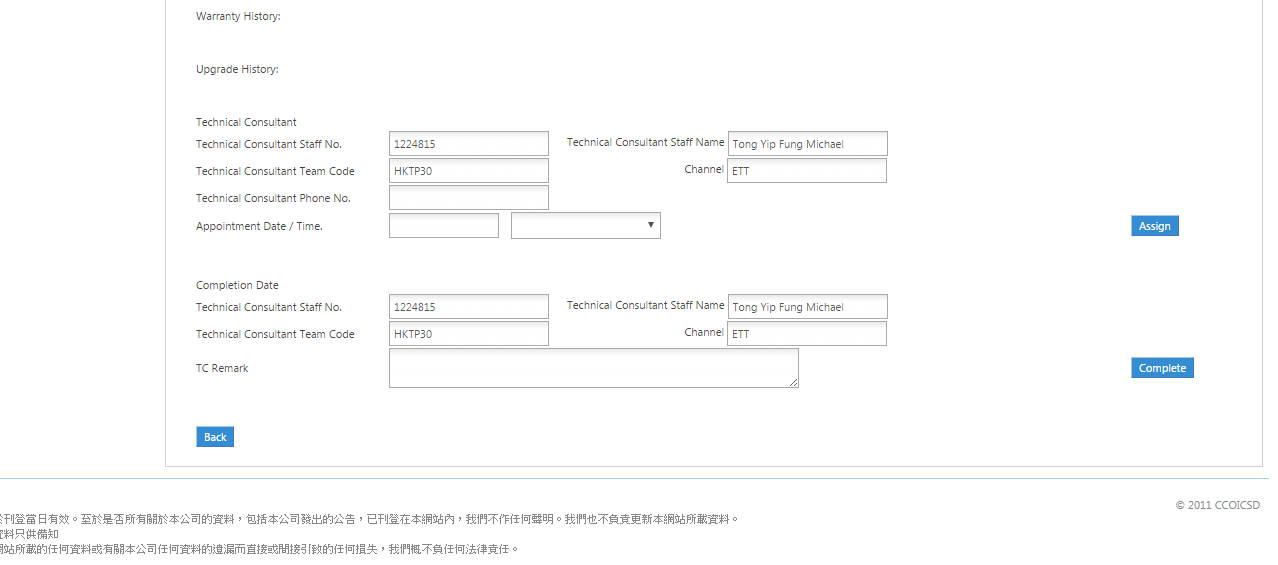 Warranty History:
Upgrade History:
Technical Consultant
Technical Consultant Staff No. 1224815 Technical Consultant Staff Name Tong Yip Fung Michael
Technical Consultant Team Code HKTP30 Channel ETT
Technical Consultant Phone No.
Appointment Date / Time. Assign
Completion Date
Technical Consultant Staff No. 1224815 Technical Consultant Staff Name Tong Yip Fung Michael
Technical Consultant Team Code HKTP30 Channel ETT
TC Remark Complete
Back
© 2011 CCOICSD
於刊登當日有效。至於是否所有關於本公司的資料，包括本公司發出的公告，已刊登在本網站內，我們不作任何聲明。我們也不負責更新本網站所載資料。
資料只供備知
網站所載的任何資料或有關本公司任何資料的遺漏而直接或間接引致的任何損失，我們概不負任何法律責任。